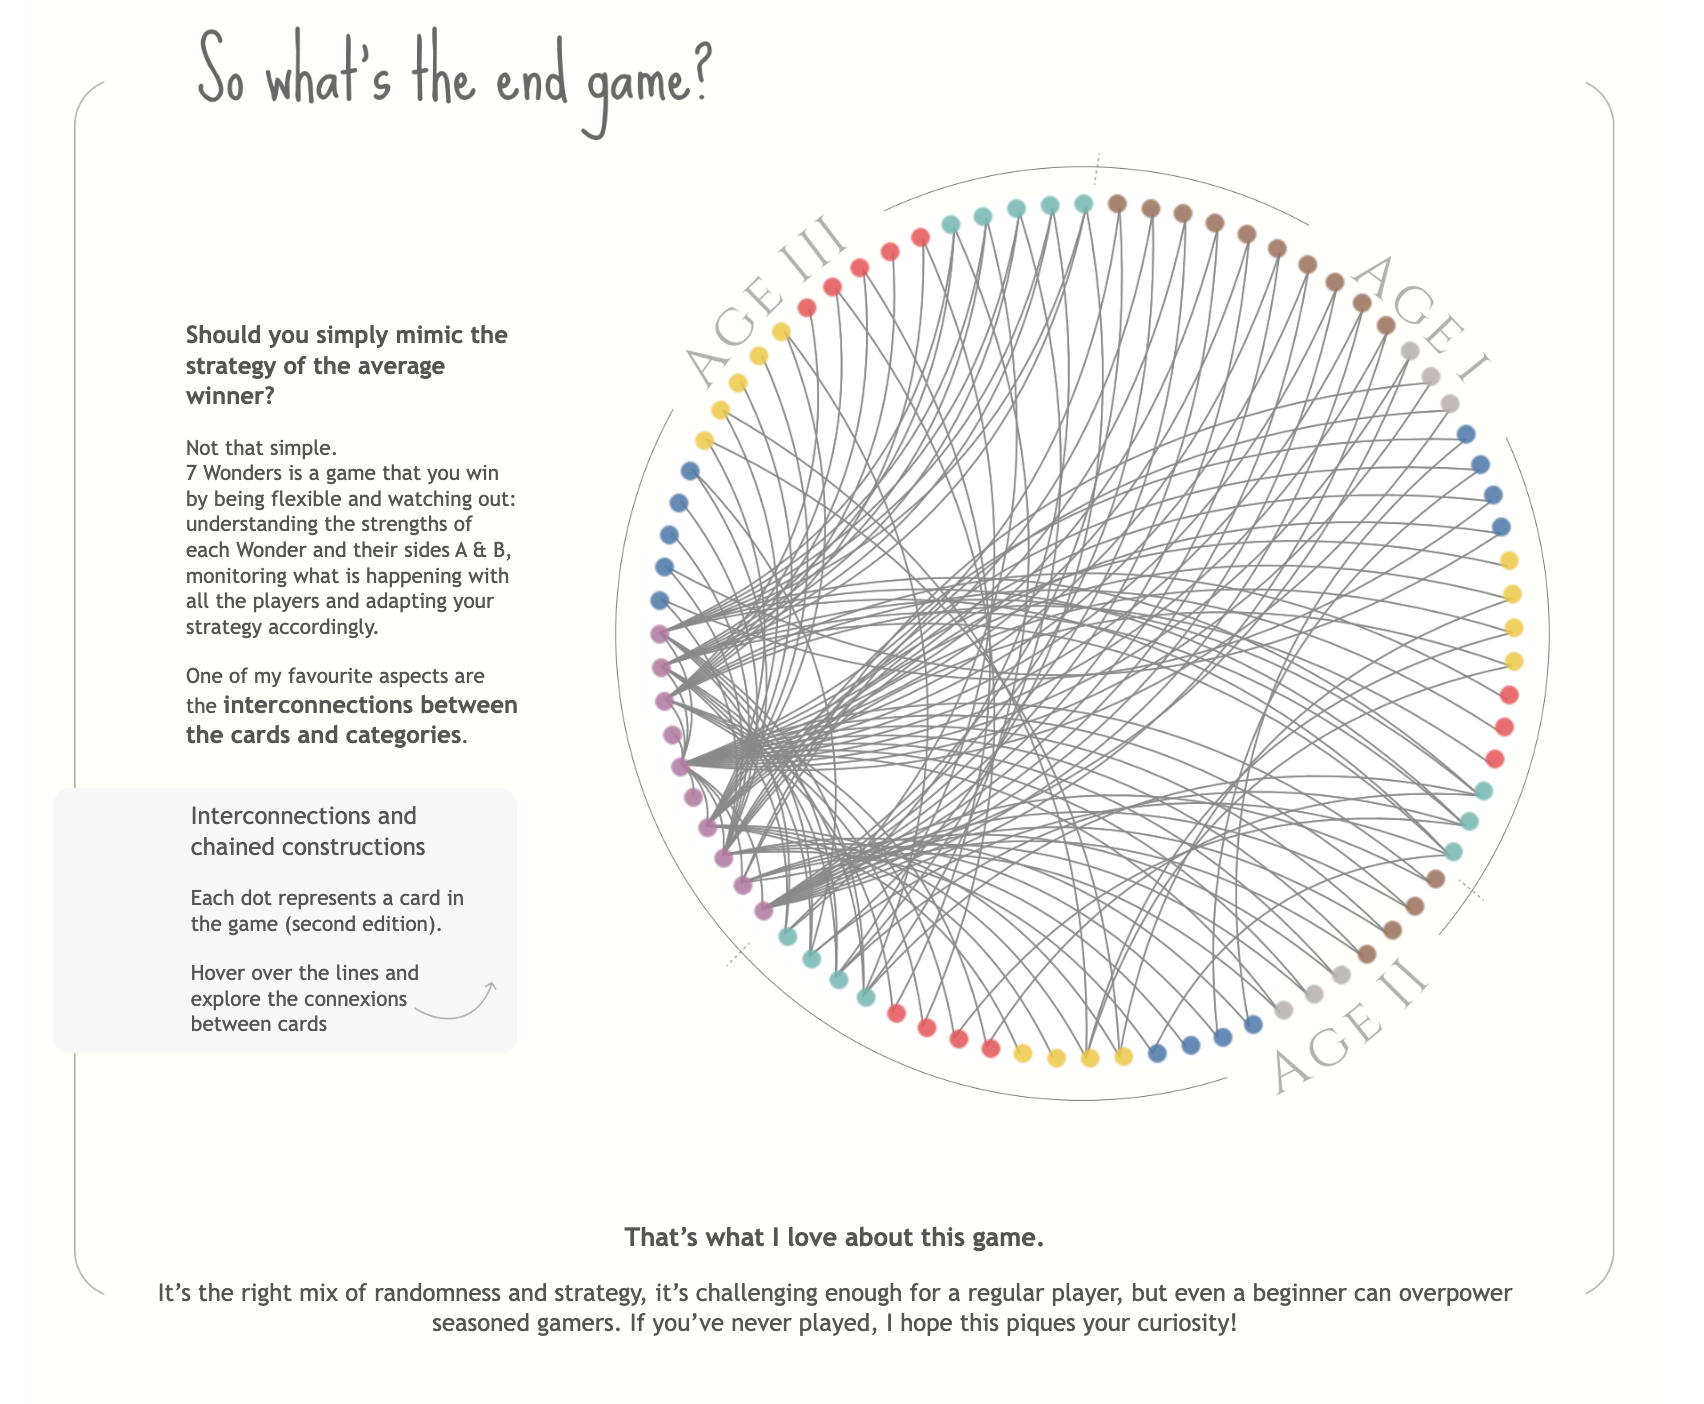 So what's the end game?
AGE III
AGE I
Should you simply mimic the
strategy of the average
winner?
Not that simple.
7 Wonders is a game that you win
by being flexible and watching out:
understanding the strengths of
each Wonder and their sides A & B,
monitoring what is happening with
all the players and adapting your
strategy accordingly.
One of my favourite aspects are
the interconnections between
the cards and categories.
Interconnections and
chained constructions
Each dot represents a card in
the game (second edition).
Hover over the lines and
explore the connexions
between cards
AGE II
That’s what I love about this game.
It’s the right mix of randomness and strategy, it’s challenging enough for a regular player, but even a beginner can overpower
seasoned gamers. If you’ve never played, I hope this piques your curiosity!